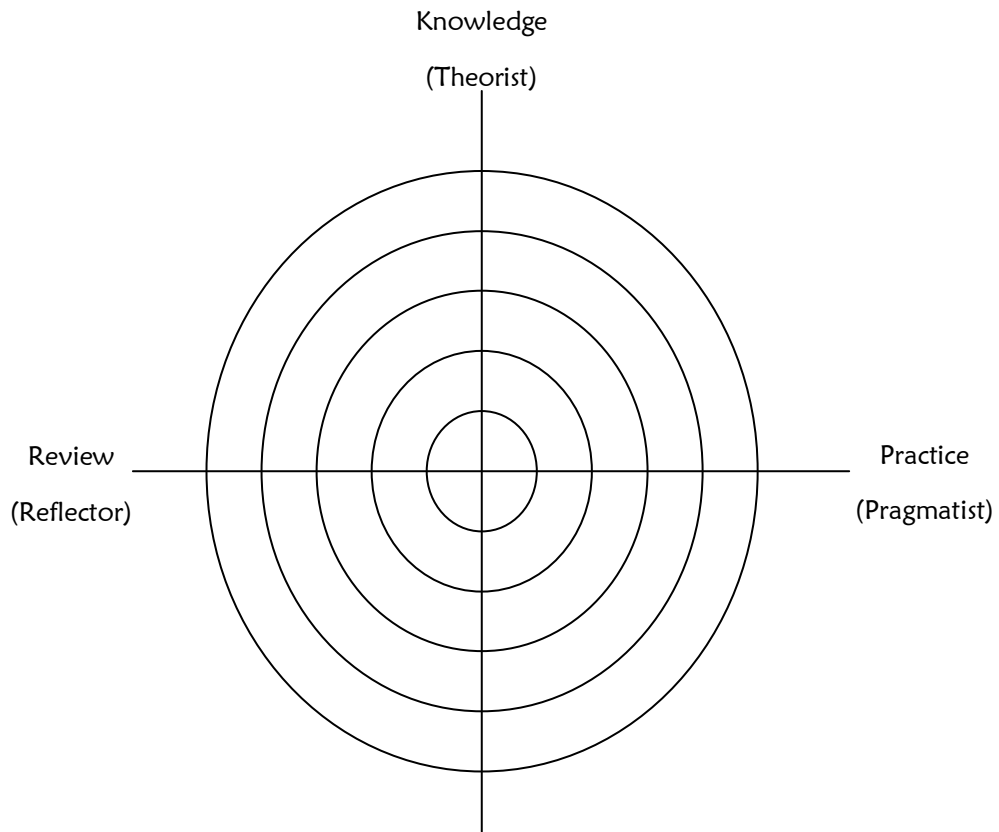 Knowledge
(Theorist)
Review
(Reflector)
Practice
(Pragmatist)